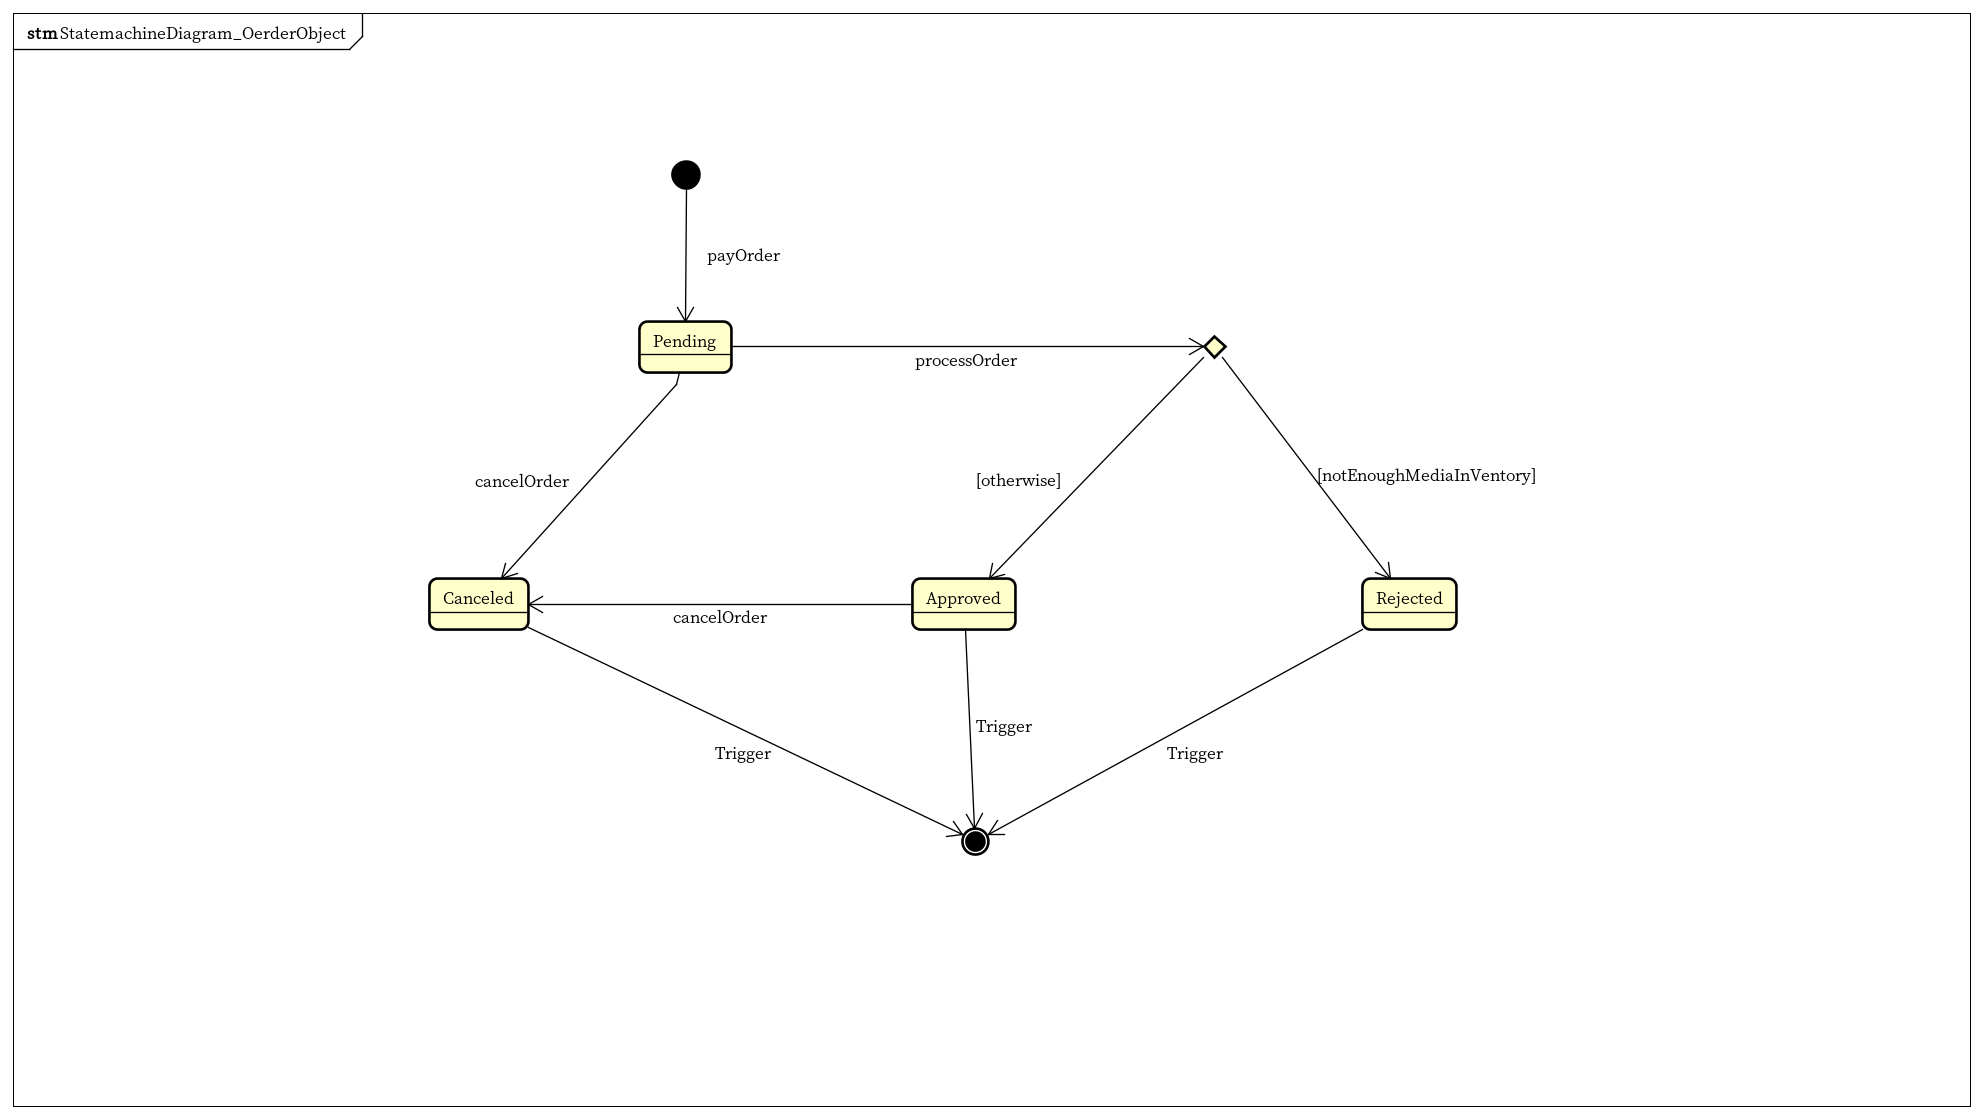 stm StatemachineDiagram_OerderObject
payOrder
Pending
processOrder
cancelOrder
[otherwise]
[notEnoughMediaInVentory]
Canceled
cancelOrder
Approved
Rejected
Trigger
Trigger
Trigger